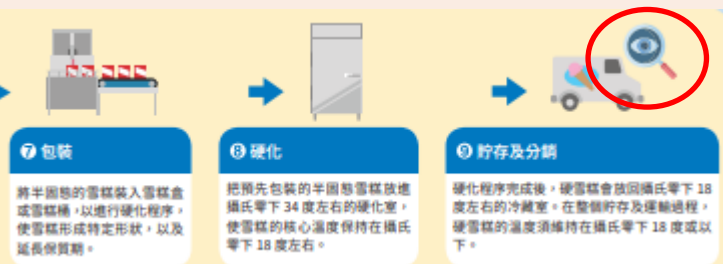 ❼ 包裝
將半固態的雪糕裝入雪糕盒
或雪糕桶，以進行硬化程序，
使雪糕形成特定形狀，以及
延長保質期。
❽ 硬化
把預先包裝的半固態雪糕放進
攝氏零下 34 度左右的硬化室，
使雪糕的核心溫度保持在攝氏
零下 18 度左右。
❾ 貯存及分銷
硬化程序完成後，硬雪糕會放回攝氏零下 18
度左右的冷藏室。在整個貯存及運輸過程，
硬雪糕的溫度須維持在攝氏零下 18 度或以
下。